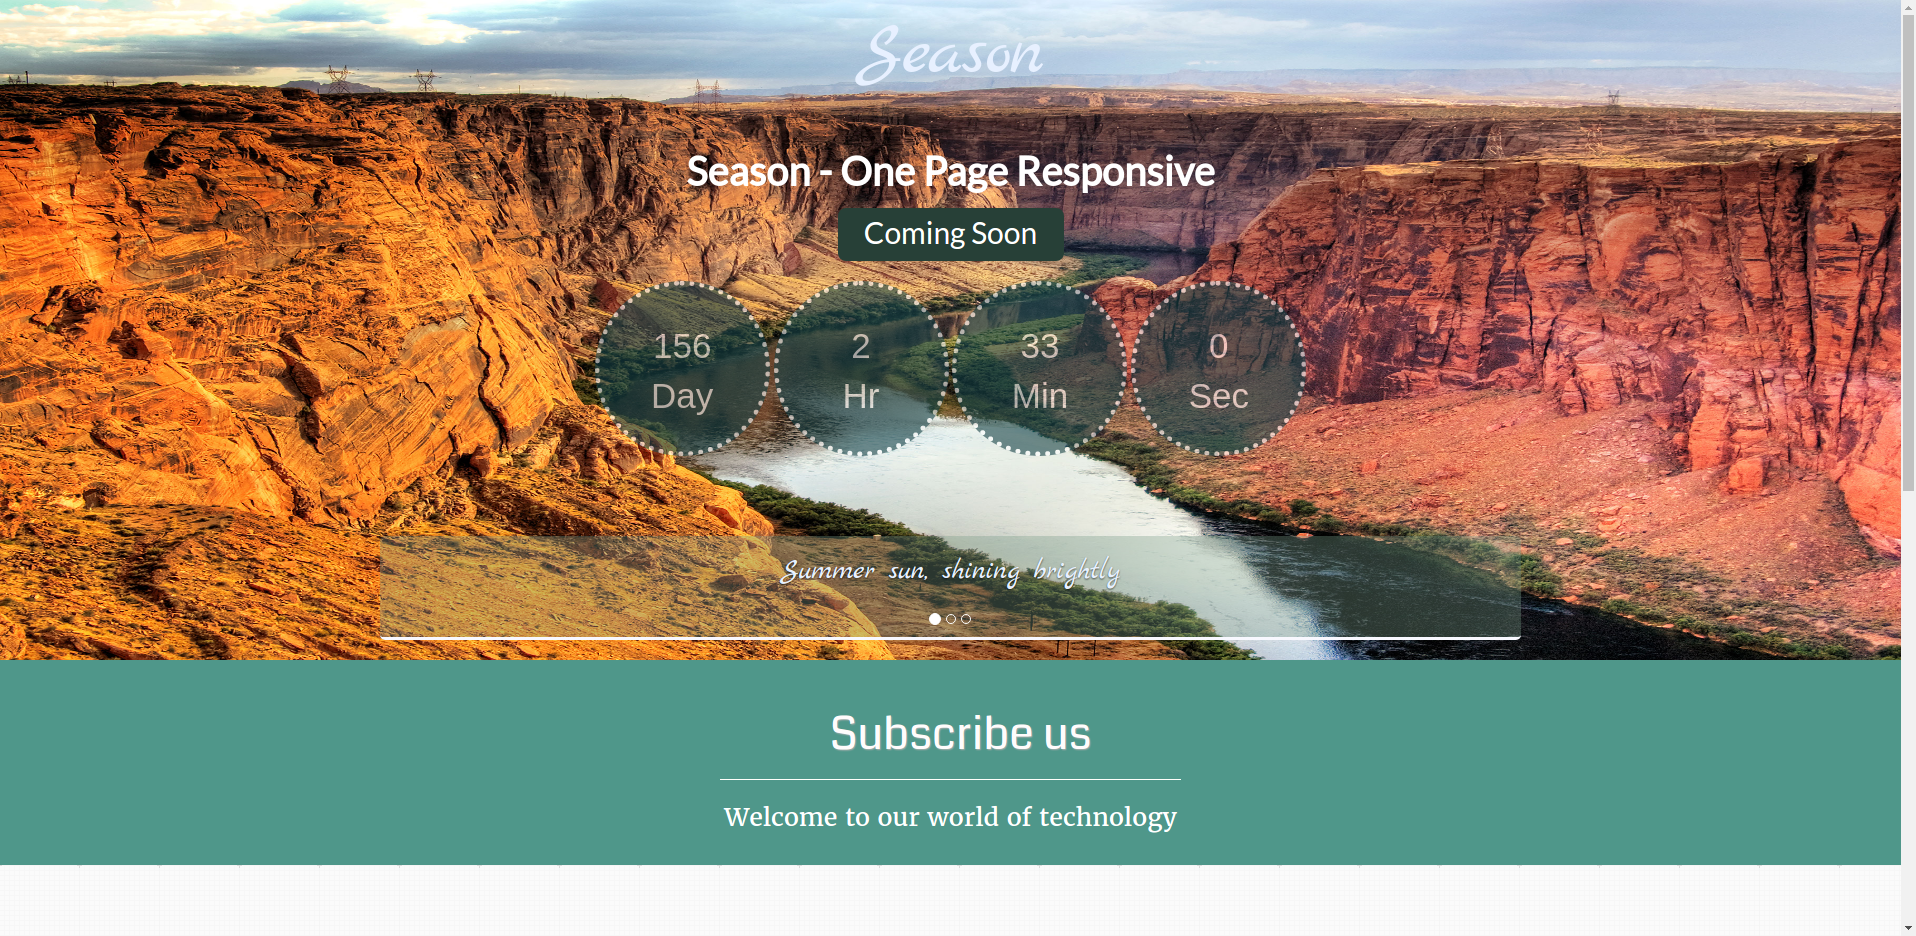 Season
Season - One Page Responsive
Coming Soon
156 2 33 0
Day Hr Min Sec
Summer sun, shining brightly
Subscribe us
Welcome to our world of technology